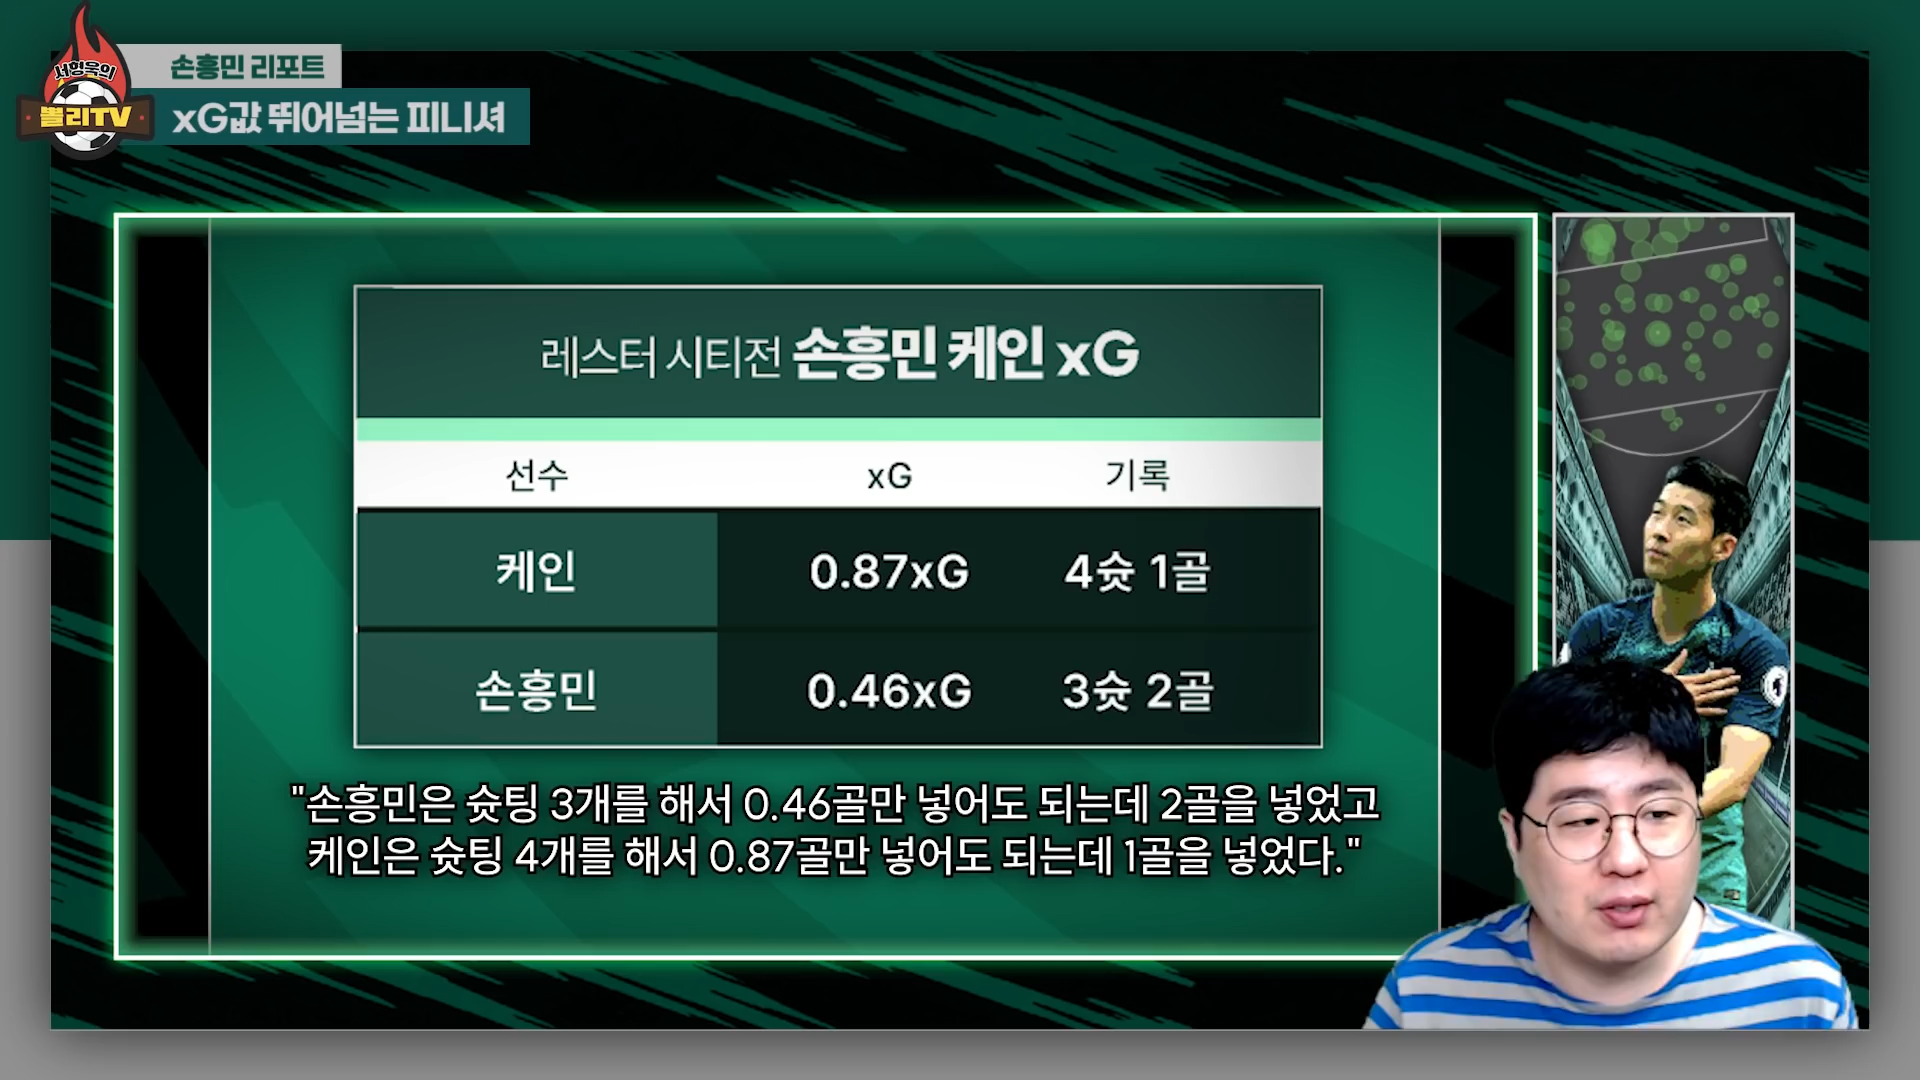 서형욱의
뽈리TV
손흥민 리포트
xG값 뛰어넘는 피니셔
레스터 시티전 손흥민 케인 xG
선수 xG 기록
케인 0.87xG 4슛 1골
손흥민 0.46xG 3슛 2골
"손흥민은 슛팅 3개를 해서 0.46골만 넣어도 되는데 2골을 넣었고
케인은 슛팅 4개를 해서 0.87골만 넣어도 되는데 1골을 넣었다."